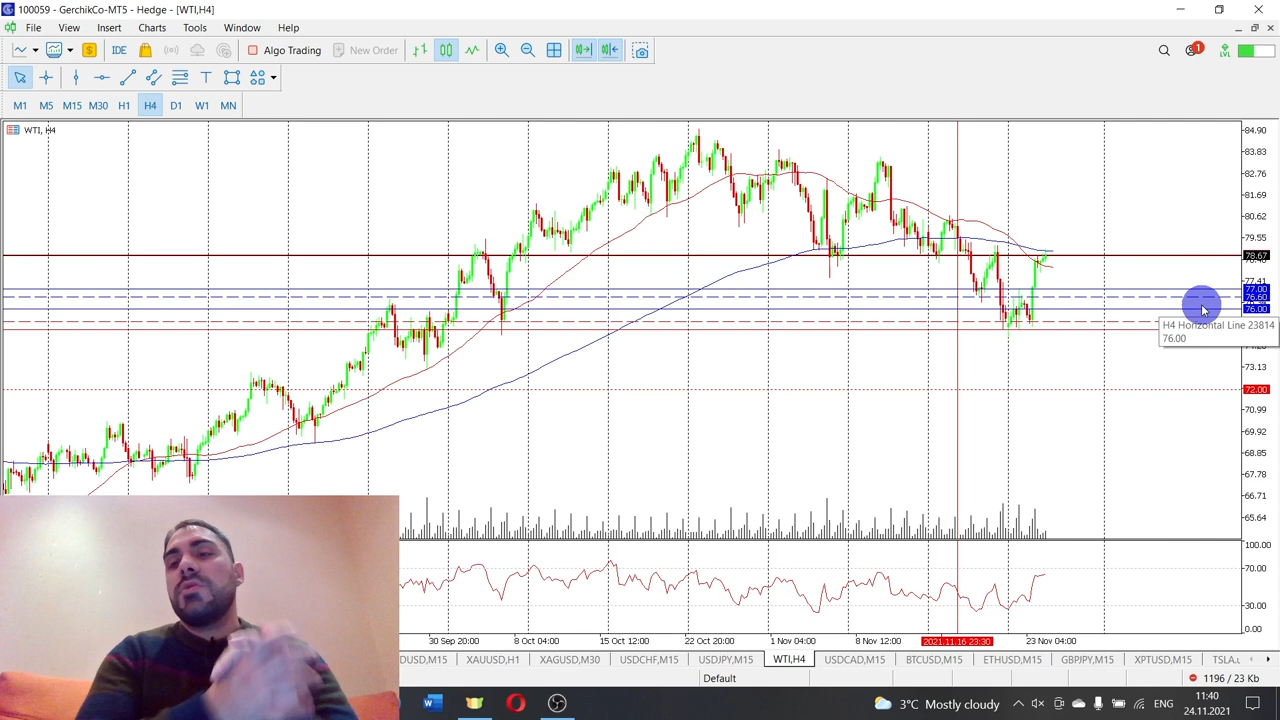 100059 - GerchikCo-MT5 - Hedge - [WTI,H4]
File View Insert Charts Tools Window Help
IDE Algo Trading New Order 1 LVL
T
M1 M5 M15 M30 H1 H4 D1 W1 MN
WTI, H4
84.90
83.83
82.76
81.69
80.62
79.55
78.67
77.41
77.00
76.60
76.00
H4 Horizontal Line 23814
76.00
73.13
72.00
70.99
69.92
68.85
67.78
66.71
65.64
100.00
70.00
30.00
0.00
30 Sep 20:00 8 Oct 04:00 15 Oct 12:00 22 Oct 20:00 1 Nov 04:00 8 Nov 12:00 2021.11.16 23:30 23 Nov 04:00
DUSD,M15 XAUUSD,H1 XAGUSD,M30 USDCHF,M15 USDJPY,M15 WTI,H4 USDCAD,M15 BTCUSD,M15 ETHUSD,M15 GBPJPY,M15 XPTUSD,M15 TSLA
Default 1196 / 23 Kb
3°C Mostly cloudy ENG 11:40
24.11.2021